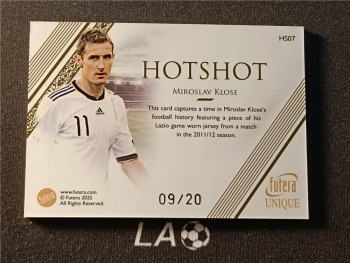 HS07
HOTSHOT
MIROSLAV KLOSE
This card captures a time in Miroslav Klose's
football history featuring a piece of his
Lazio game worn jersey from a match
in the 2011/12 season.
11
www.futera.com
© Futera 2025
All Rights Reserved.
futera
09/20
futera
UNIQUE
LA